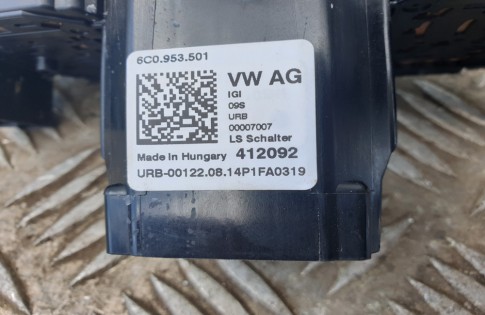 6C0.953.501
VW AG
IGI
09S
URB
00007007
LS Schalter
Made in Hungary 412092
URB-00122.08.14P1FA0319